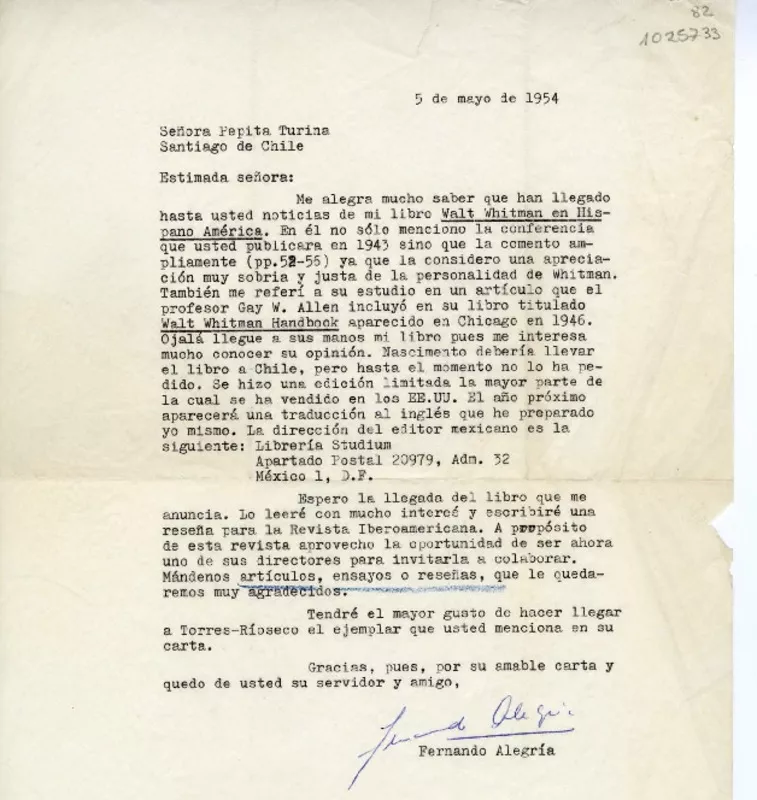 82
1025733
5 de mayo de 1954
Señora Pepita Turina
Santiago de Chile
Estimada señora:
Me alegra mucho saber que han llegado
hasta usted noticias de mi libro Walt Whitman en His-
pano América. En él no sólo menciono la conferencia
que usted publicara en 1943 sino que la comento am-
pliamente (pp.52-56) ya que la considero una aprecia-
ción muy sobria y justa de la personalidad de Whitman.
También me referí a su estudio en un artículo que el
profesor Gay W. Allen incluyó en su libro titulado
Walt Whitman Handbook aparecido en Chicago en 1946.
Ojalá llegue a sus manos mi libro pues me interesa
mucho conocer su opinión. Nascimento debería llevar
el libro a Chile, pero hasta el momento no lo ha pe-
dido. Se hizo una edición limitada la mayor parte de
la cual se ha vendido en los EE.UU. El año próximo
aparecerá una traducción al inglés que he preparado
yo mismo. La dirección del editor mexicano es la
siguiente: Librería Studium
Apartado Postal 20979, Adm. 32
México 1, D.F.
Espero la llegada del libro que me
anuncia. Lo leeré con mucho intereé y escribiré una
reseña para la Revista Iberoamericana. A propósito
de esta revista aprovecho la oportunidad de ser ahora
uno de sus directores para invitarla a colaborar.
Mándenos artículos, ensayos o reseñas, que le queda-
remos muy agradecidos.
Tendré el mayor gusto de hacer llegar
a Torres-Ríoseco el ejemplar que usted menciona en su
carta.
Gracias, pues, por su amable carta y
quedo de usted su servidor y amigo,
Fernando Alegría
Fernando Alegría